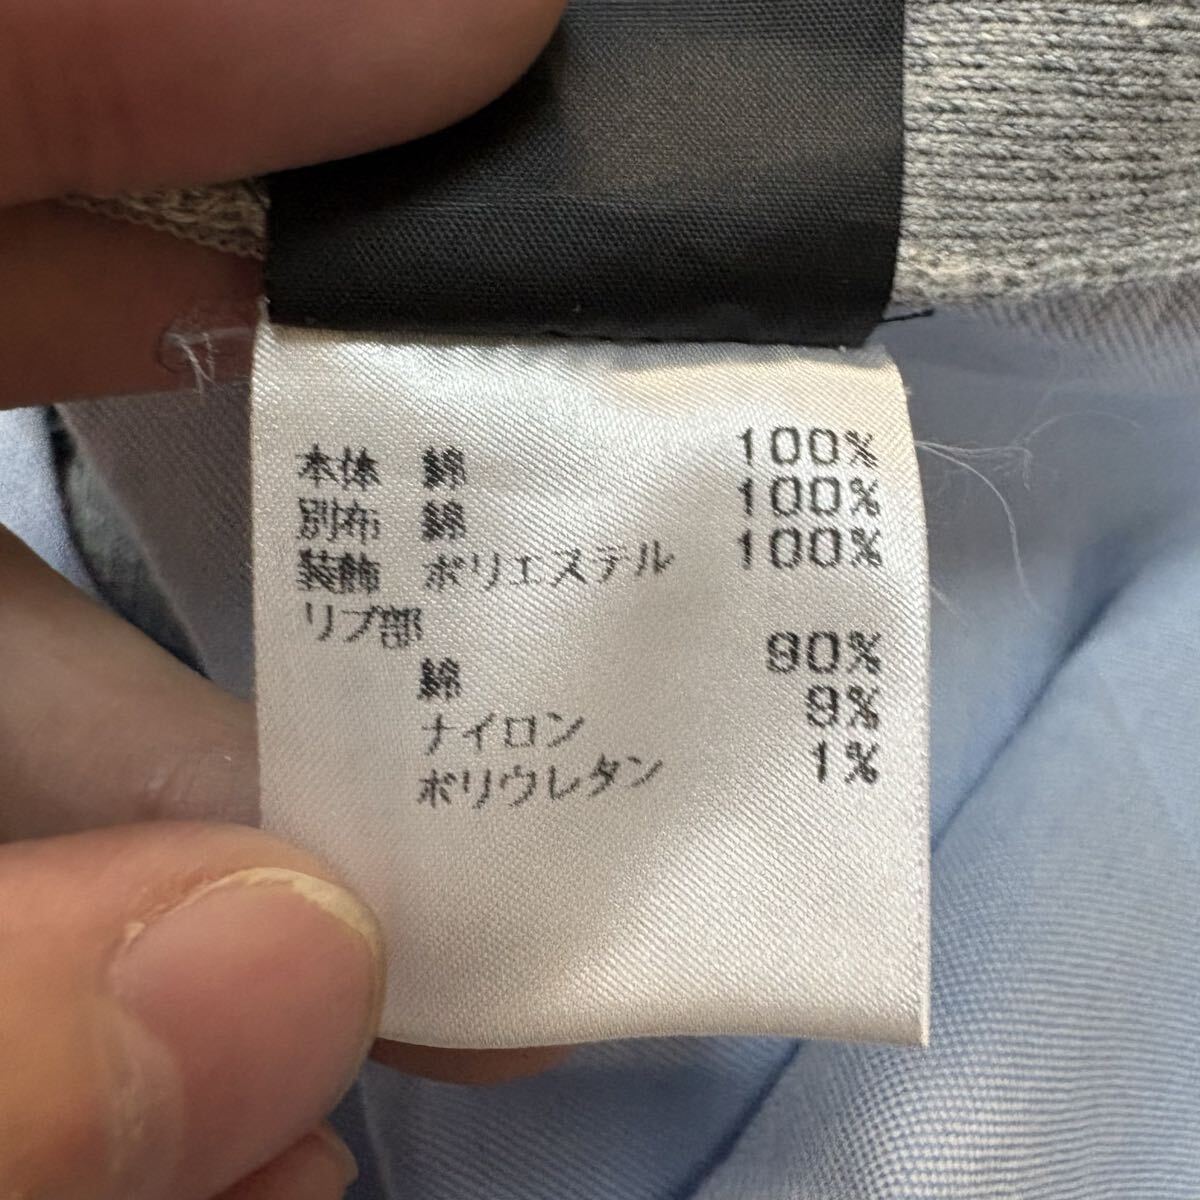 本体 綿 100%
別布 綿 100%
装飾 ポリエステル 100%
リブ部
綿 90%
ナイロン 9%
ポリウレタン 1%